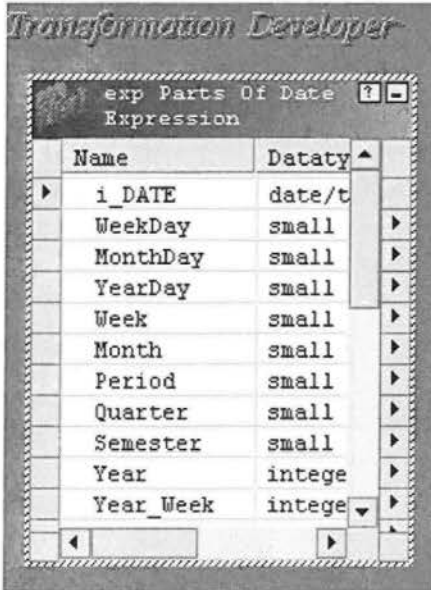 Transformation Developer
exp Parts Of Date
Expression
Name Dataty
i_DATE date/t
WeekDay small
MonthDay small
YearDay small
Week small
Month small
Period small
Quarter small
Semester small
Year intege
Year_Week intege